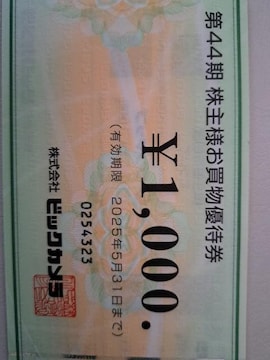 第44期 株主様お買物優待券
￥1,000.
(有効期限　2025年5月31日まで)
0254323
株式会社 ビックカメラ